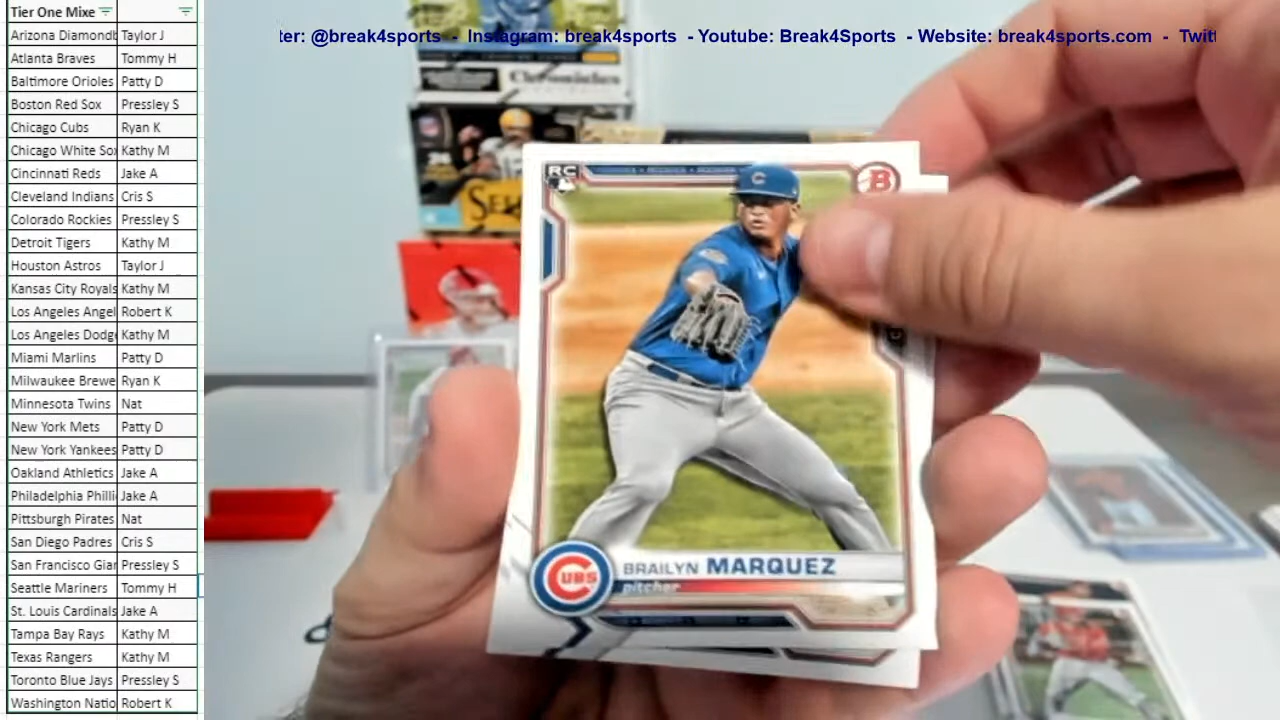 Tier One Mixe
Arizona Diamondb Taylor J
Atlanta Braves Tommy H
Baltimore Orioles Patty D
Boston Red Sox Pressley S
Chicago Cubs Ryan K
Chicago White Sox Kathy M
Cincinnati Reds Jake A
Cleveland Indians Cris S
Colorado Rockies Pressley S
Detroit Tigers Kathy M
Houston Astros Taylor J
Kansas City Royals Kathy M
Los Angeles Angel Robert K
Los Angeles Dodg Kathy M
Miami Marlins Patty D
Milwaukee Brewe Ryan K
Minnesota Twins Nat
New York Mets Patty D
New York Yankees Patty D
Oakland Athletics Jake A
Philadelphia Philli Jake A
Pittsburgh Pirates Nat
San Diego Padres Cris S
San Francisco Gian Pressley S
Seattle Mariners Tommy H
St. Louis Cardinals Jake A
Tampa Bay Rays Kathy M
Texas Rangers Kathy M
Toronto Blue Jays Pressley S
Washington Natio Robert K
ter: @break4sports - Instagram: break4sports - Youtube: Break4Sports - Website: break4sports.com - Twitt
Chronicles
RC
B
C
CUBS
BRAILYN MARQUEZ
pitcher